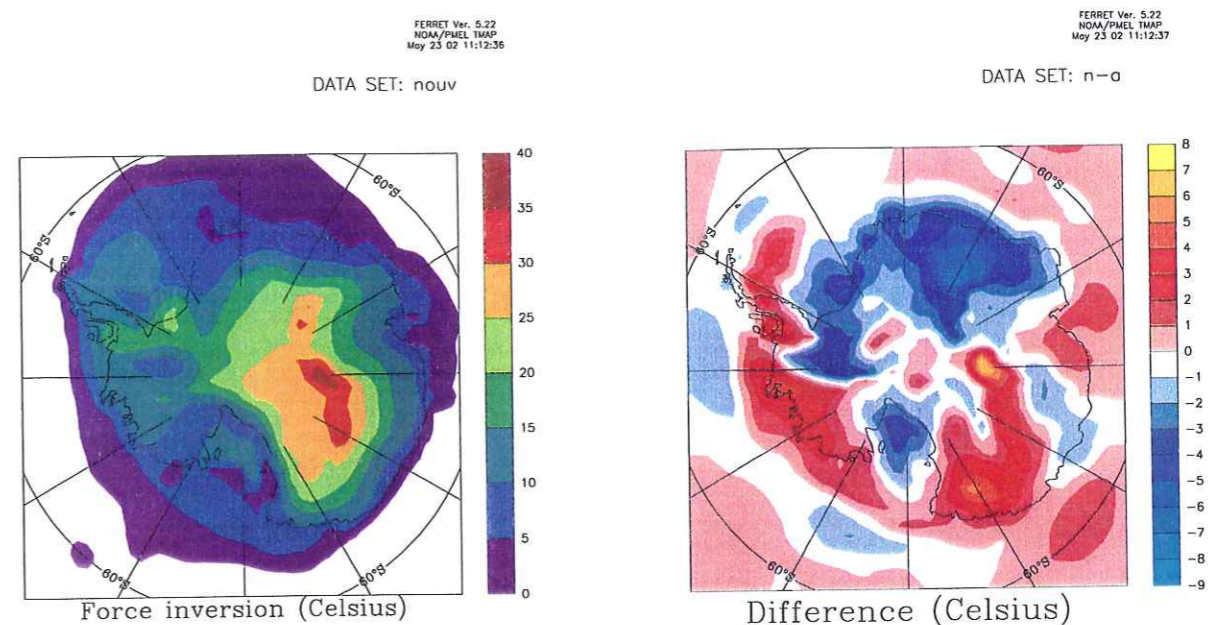 FERRET Ver. 5.22
NOAA/PMEL TMAP
May 23 02 11:12:36
DATA SET: nouv
60°S
60°S
60°S
60°S
40
35
30
25
20
15
10
5
0
Force inversion (Celsius)
FERRET Ver. 5.22
NOAA/PMEL TMAP
May 23 02 11:12:37
DATA SET: n-a
60°S
60°S
60°S
60°S
8
7
6
5
4
3
2
1
0
-1
-2
-3
-4
-5
-6
-7
-8
-9
Difference (Celsius)